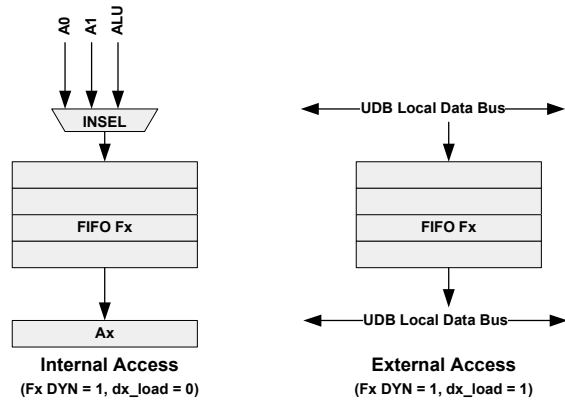 A0
A1
ALU
INSEL
FIFO Fx
Ax
Internal Access
(Fx DYN = 1, dx_load = 0)
UDB Local Data Bus
FIFO Fx
UDB Local Data Bus
External Access
(Fx DYN = 1, dx_load = 1)